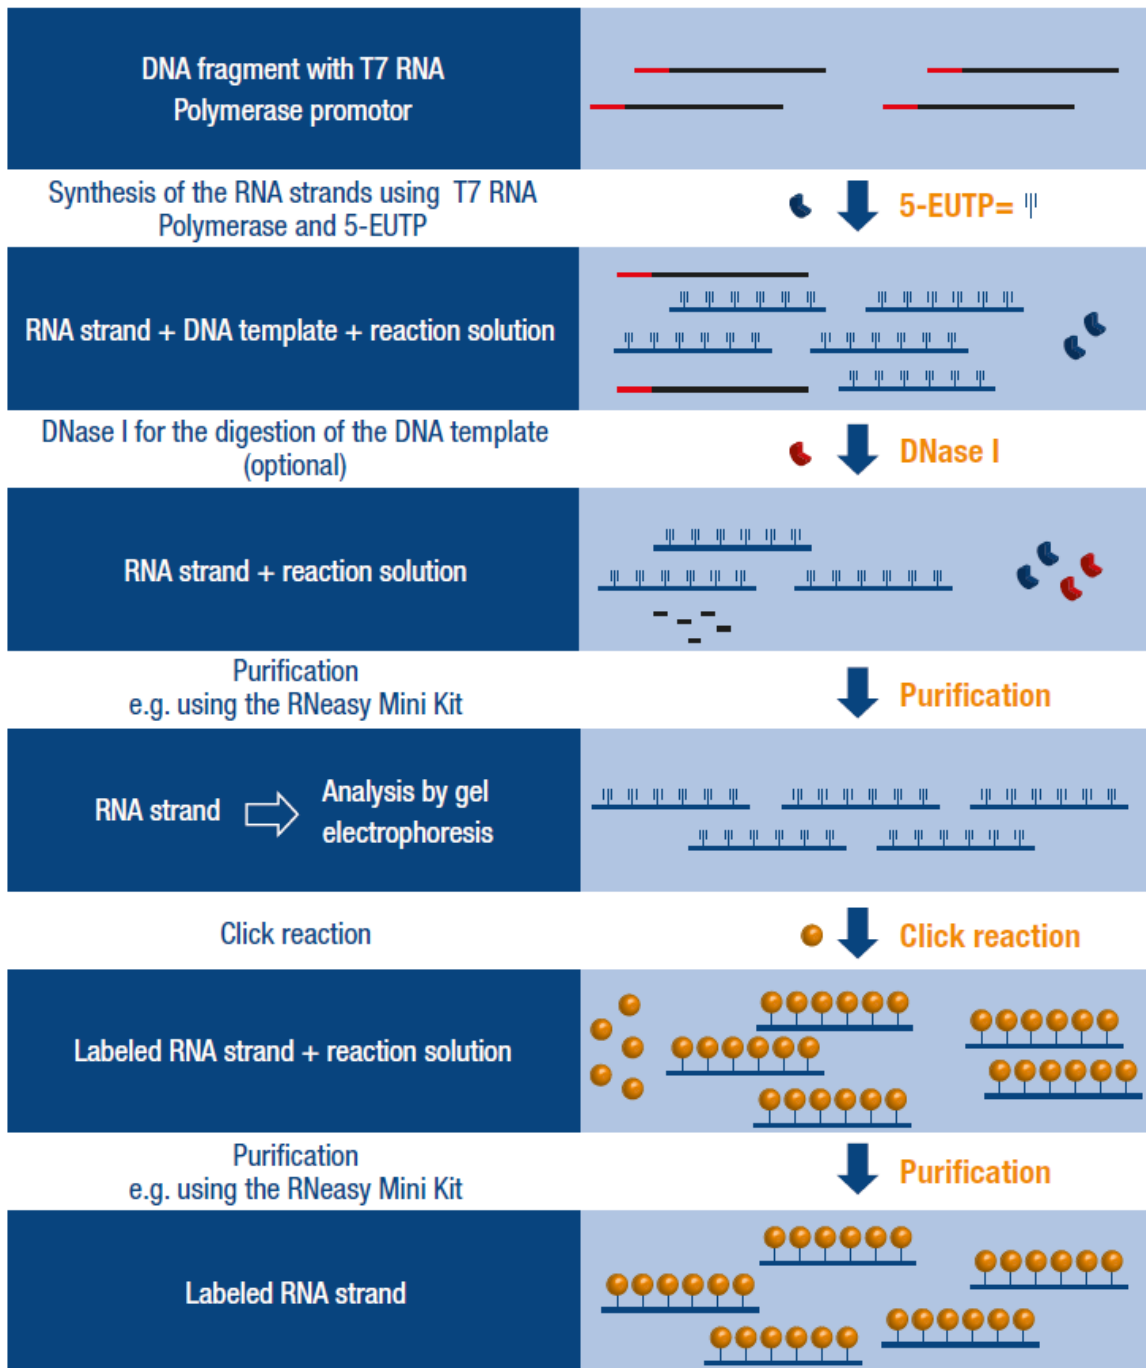 DNA fragment with T7 RNA
Polymerase promotor
Synthesis of the RNA strands using T7 RNA
Polymerase and 5-EUTP
5-EUTP=
RNA strand + DNA template + reaction solution
DNase I for the digestion of the DNA template
(optional)
DNase I
RNA strand + reaction solution
Purification
e.g. using the RNeasy Mini Kit
Purification
RNA strand
Analysis by gel
electrophoresis
Click reaction
Click reaction
Labeled RNA strand + reaction solution
Purification
e.g. using the RNeasy Mini Kit
Purification
Labeled RNA strand